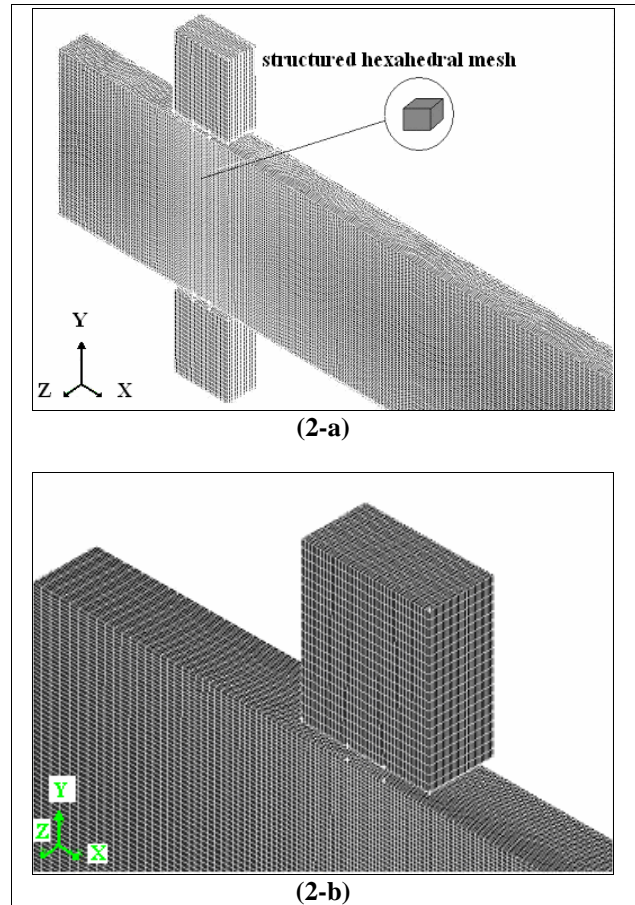 structured hexahedral mesh
Y
Z X
(2-a)
Y
Z
X
(2-b)